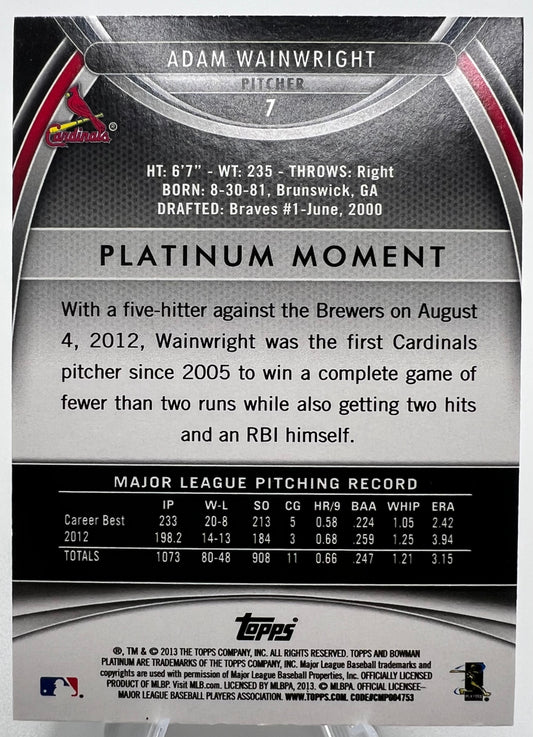 ADAM WAINWRIGHT
PITCHER
7
Cardinals®
HT: 6'7" - WT: 235 - THROWS: Right
BORN: 8-30-81, Brunswick, GA
DRAFTED: Braves #1-June, 2000
PLATINUM MOMENT
With a five-hitter against the Brewers on August
4, 2012, Wainwright was the first Cardinals
pitcher since 2005 to win a complete game of
fewer than two runs while also getting two hits
and an RBI himself.
MAJOR LEAGUE PITCHING RECORD
IP W-L SO CG HR/9 BAA WHIP ERA
Career Best 233 20-8 213 5 0.58 .224 1.05 2.42
2012 198.2 14-13 184 3 0.68 .259 1.25 3.94
TOTALS 1073 80-48 908 11 0.66 .247 1.21 3.15
topps
®, TM & © 2013 THE TOPPS COMPANY, INC. ALL RIGHTS RESERVED. TOPPS AND BOWMAN
PLATINUM ARE TRADEMARKS OF THE TOPPS COMPANY, INC. Major League Baseball trademarks and
copyrights are used with permission of Major League Baseball Properties, Inc. OFFICIALLY LICENSED
PRODUCT OF MLBP. Visit MLB.com. LICENSED BY MLBPA, 2013. © MLBPA. OFFICIAL LICENSEE–
MAJOR LEAGUE BASEBALL PLAYERS ASSOCIATION. WWW.TOPPS.COM. CODE#CMP004753